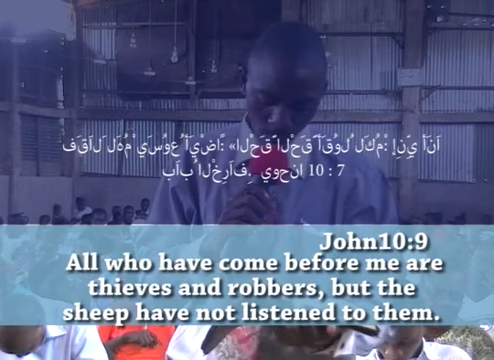 فَقَالَ لَهُمْ يَسُوعُ أَيْضًا: «الْحَقَّ الْحَقَّ أَقُولُ لَكُمْ: إِنِّي أَنَا
بَابُ الْخِرَافِ. يوحنا 10 : 7
John10:9
All who have come before me are
thieves and robbers, but the
sheep have not listened to them.